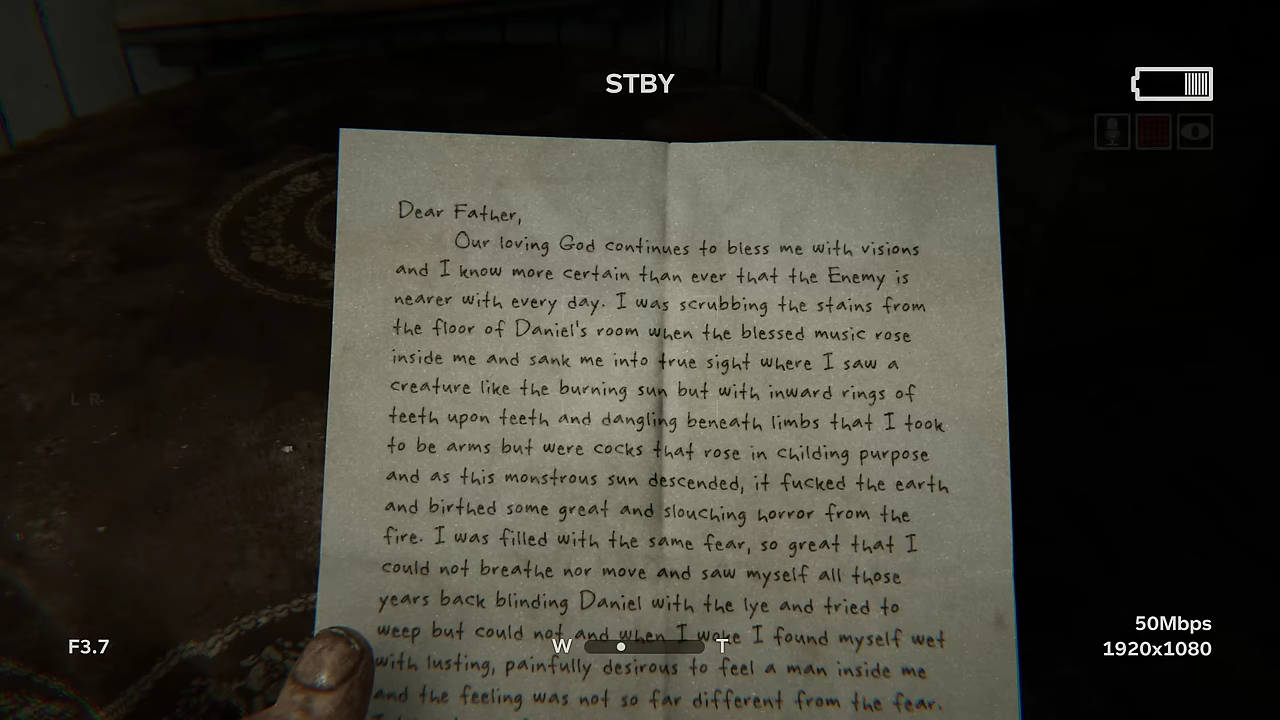 STBY
Dear Father,
Our loving God continues to bless me with visions
and I know more certain than ever that the Enemy is
nearer with every day. I was scrubbing the stains from
the floor of Daniel's room when the blessed music rose
inside me and sank me into true sight where I saw a
creature like the burning sun but with inward rings of
teeth upon teeth and dangling beneath limbs that I took
to be arms but were cocks that rose in childing purpose
and as this monstrous sun descended, it fucked the earth
and birthed some great and slouching horror from the
fire. I was filled with the same fear, so great that I
could not breathe nor move and saw myself all those
years back blinding Daniel with the lye and tried to
weep but could not and when I woke I found myself wet
with lusting, painfully desirous to feel a man inside me
and the feeling was not so far different from the fear.
L R
F3.7
W T
50Mbps
1920x1080